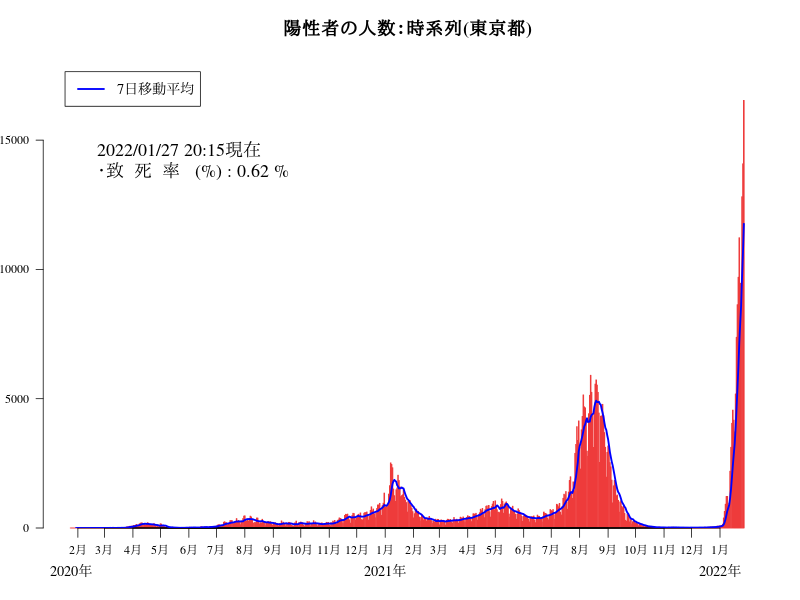 陽性者の人数:時系列(東京都)
7日移動平均
2022/01/27 20:15現在
・致 死 率 (%) : 0.62 %
15000
10000
5000
0
2月 3月 4月 5月 6月 7月 8月 9月 10月 11月 12月 1月 2月 3月 4月 5月 6月 7月 8月 9月 10月 11月 12月 1月
2020年 2021年 2022年